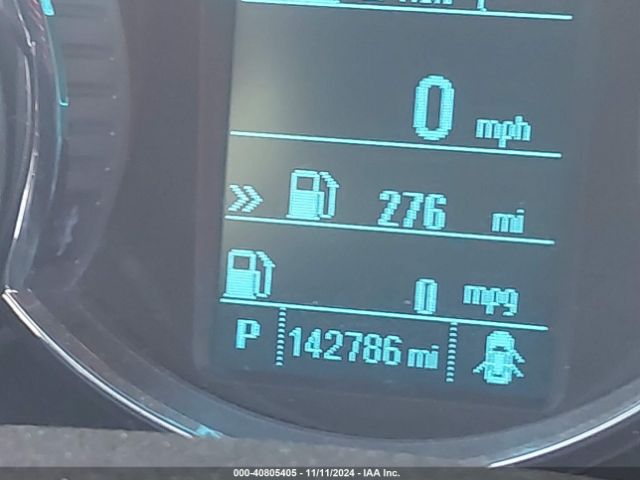 0 mph
276 mi
0 mpg
P 142786 mi
000-40805405 - 11/11/2024 - IAA Inc.